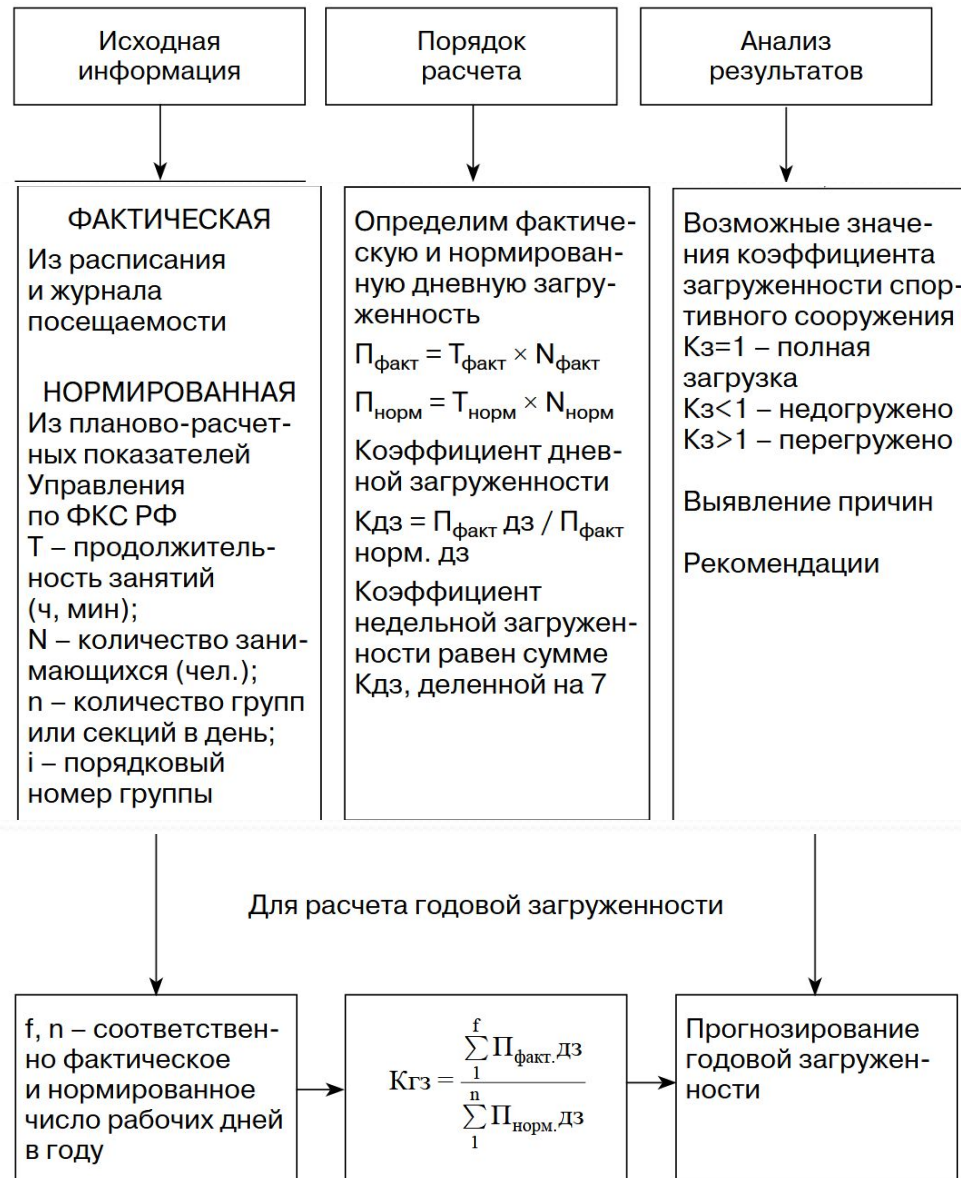 Исходная
информация
Порядок
расчета
Анализ
результатов
ФАКТИЧЕСКАЯ
Из расписания
и журнала
посещаемости
НОРМИРОВАННАЯ
Из планово-расчет-
ных показателей
Управления
по ФКС РФ
Т – продолжитель-
ность занятий
(ч, мин);
N – количество зани-
мающихся (чел.);
n – количество групп
или секций в день;
i – порядковый
номер группы
Определим фактиче-
скую и нормирован-
ную дневную загру-
женность
Пфакт = Тфакт × Nфакт
Пнорм = Тнорм × Nнорм
Коэффициент днев-
ной загруженности
Кдз = Пфакт дз / Пфакт
норм. дз
Коэффициент
недельной загружен-
ности равен сумме
Кдз, деленной на 7
Возможные значе-
ния коэффициента
загруженности спор-
тивного сооружения
Кз=1 – полная
загрузка
Кз<1 – недогружено
Кз>1 – перегружено
Выявление причин
Рекомендации
Для расчета годовой загруженности
f, n – соответствен-
но фактическое
и нормированное
число рабочих дней
в году
f
∑ Пфакт.дз
1
Кгз =
n
∑ Пнорм.дз
1
Прогнозирование
годовой загружен-
ности